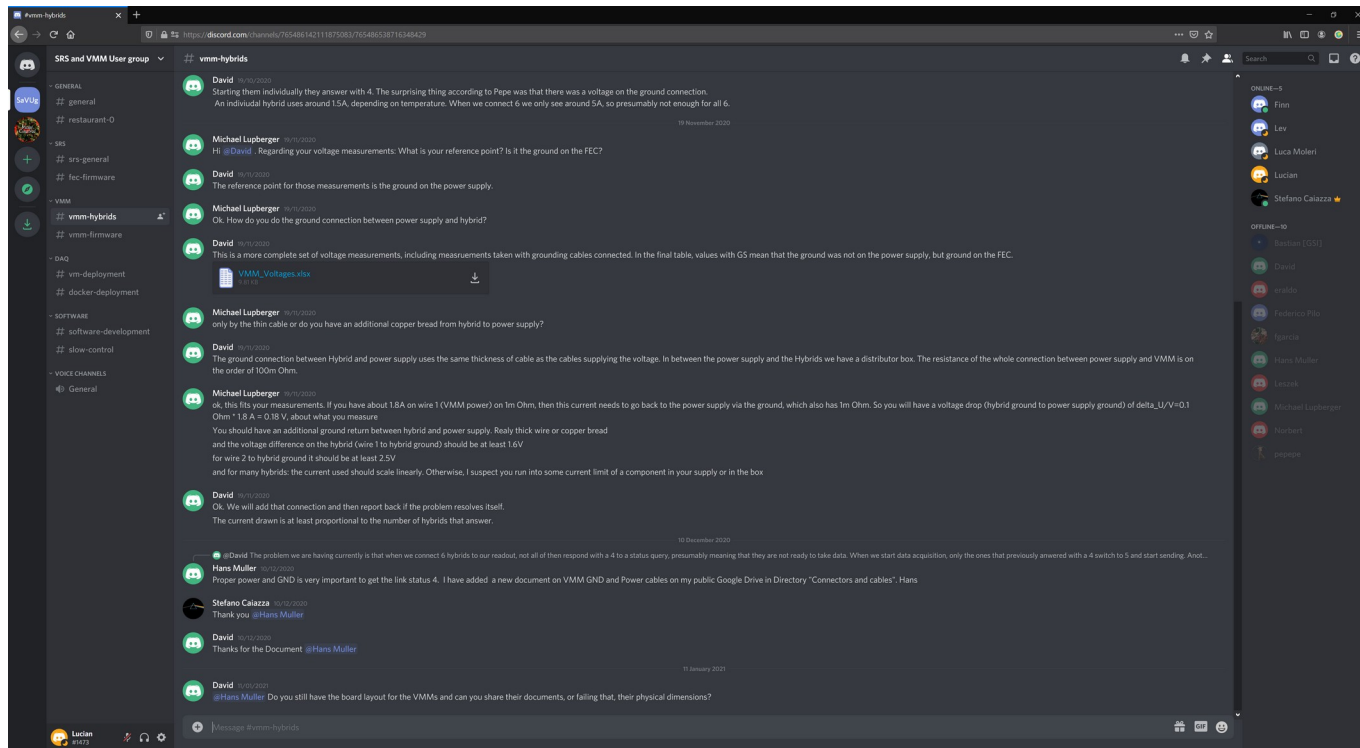 #vmm-hybrids
https://discord.com/channels/765486142111875083/765486538716348429
SaVUg
SRS and VMM User group
GENERAL
# general
# restaurant-0
SRS
# srs-general
# fec-firmware
VMM
# vmm-hybrids
# vmm-firmware
DAQ
# vm-deployment
# docker-deployment
SOFTWARE
# software-development
# slow-control
VOICE CHANNELS
General
Lucian
#1473
# vmm-hybrids
Search
David 19/10/2020
Starting them individually they answer with 4. The surprising thing according to Pepe was that there was a voltage on the ground connection.
An indiviudal hybrid uses around 1.5A, depending on temperature. When we connect 6 we only see around 5A, so presumably not enough for all 6.
19 November 2020
Michael Lupberger 19/11/2020
Hi @David . Regarding your voltage measurements: What is your reference point? Is it the ground on the FEC?
David 19/11/2020
The reference point for those measurements is the ground on the power supply.
Michael Lupberger 19/11/2020
Ok. How do you do the ground connection between power supply and hybrid?
David 19/11/2020
This is a more complete set of voltage measurements, including measruements taken with grounding cables connected. In the final table, values with GS mean that the ground was not on the power supply, but ground on the FEC.
VMM_Voltages.xlsx
9.81 KB
Michael Lupberger 19/11/2020
only by the thin cable or do you have an additional copper bread from hybrid to power supply?
David 19/11/2020
The ground connection between Hybrid and power supply uses the same thickness of cable as the cables supplying the voltage. In between the power supply and the Hybrids we have a distributor box. The resistance of the whole connection between power supply and VMM is on
the order of 100m Ohm.
Michael Lupberger 19/11/2020
ok, this fits your measurements. If you have about 1.8A on wire 1 (VMM power) on 1m Ohm, then this current needs to go back to the power supply via the ground, which also has 1m Ohm. So you will have a voltage drop (hybrid ground to power supply ground) of delta_U/V=0.1
Ohm * 1.8 A = 0.18 V, about what you measure
You should have an additional ground return between hybrid and power supply. Realy thick wire or copper bread
and the voltage difference on the hybrid (wire 1 to hybrid ground) should be at least 1.6V
for wire 2 to hybrid ground it should be at least 2.5V
and for many hybrids: the current used should scale linearly. Otherwise, I suspect you run into some current limit of a component in your supply or in the box
David 19/11/2020
Ok. We will add that connection and then report back if the problem resolves itself.
The current drawn is at least proportional to the number of hybrids that answer.
10 December 2020
@David The problem we are having currently is that when we connect 6 hybrids to our readout, not all of then respond with a 4 to a status query, presumably meaning that they are not ready to take data. When we start data acquisition, only the ones that previously anwered with a 4 switch to 5 and start sending. Anot...
Hans Muller 10/12/2020
Proper power and GND is very important to get the link status 4. I have added a new document on VMM GND and Power cables on my public Google Drive in Directory "Connectors and cables". Hans
Stefano Caiazza 10/12/2020
Thank you @Hans Muller
David 10/12/2020
Thanks for the Document @Hans Muller
11 January 2021
David 11/01/2021
@Hans Muller Do you still have the board layout for the VMMs and can you share their documents, or failing that, their physical dimensions?
Message #vmm-hybrids
GIF
ONLINE—5
Finn
Lev
Luca Moleri
Lucian
Stefano Caiazza
OFFLINE—10
David
eraldo
Federico Pilo
fgarcia
Hans Muller
Leszek
Michael Lupberger
Norbert
pepepe